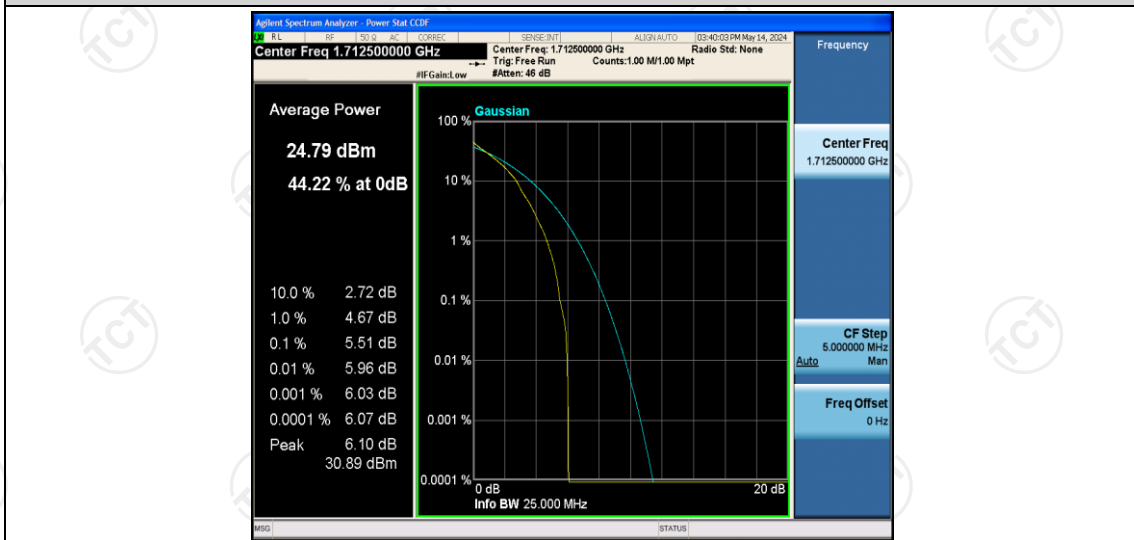 Agilent Spectrum Analyzer - Power Stat CCDF
LXI RL RF 50 Ω AC CORREC SENSE:INT ALIGN AUTO 03:40:03 PM May 14, 2024
Center Freq 1.712500000 GHz
Center Freq: 1.712500000 GHz Radio Std: None
Trig: Free Run Counts:1.00 M/1.00 Mpt
#IFGain:Low #Atten: 46 dB
Frequency
Average Power
24.79 dBm
44.22 % at 0dB
10.0 % 2.72 dB
1.0 % 4.67 dB
0.1 % 5.51 dB
0.01 % 5.96 dB
0.001 % 6.03 dB
0.0001 % 6.07 dB
Peak 6.10 dB
30.89 dBm
Gaussian
100 %
10 %
1 %
0.1 %
0.01 %
0.001 %
0.0001 %
0 dB 20 dB
Info BW 25.000 MHz
Center Freq
1.712500000 GHz
CF Step
5.000000 MHz
Auto Man
Freq Offset
0 Hz
MSG STATUS
TCT
TCT
TCT
TCT